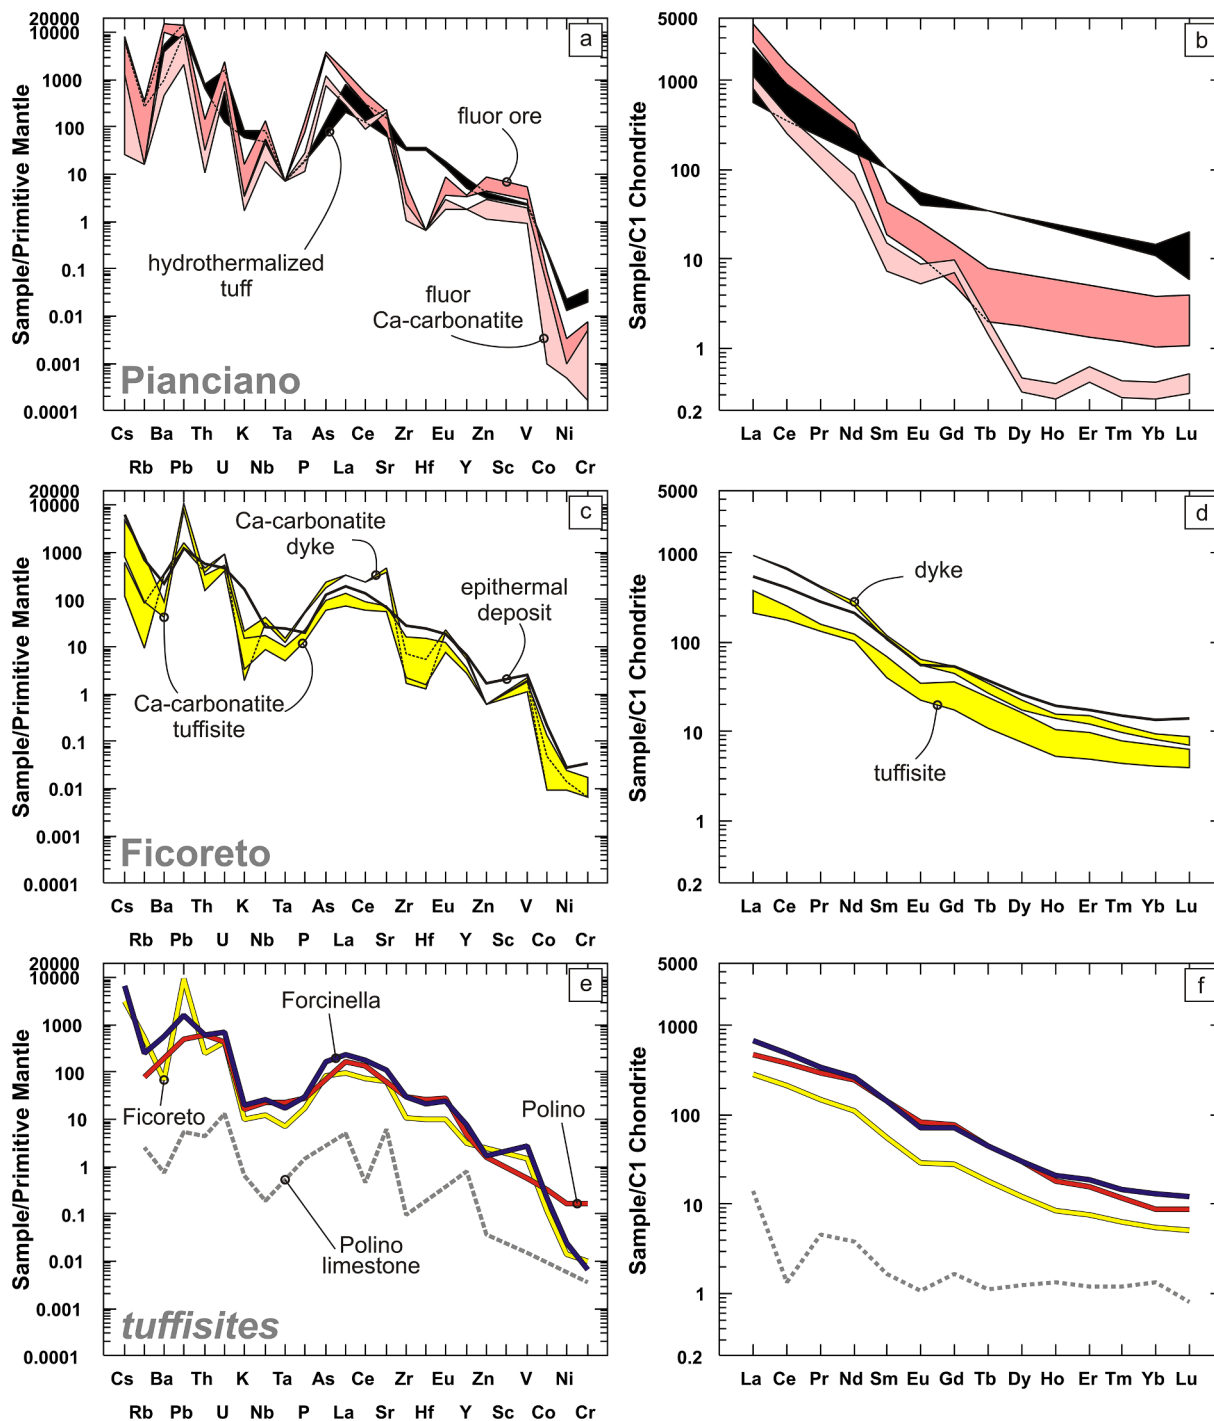 a
Sample/Primitive Mantle
20000
10000
1000
100
10
1
0.1
0.01
0.001
0.0001
fluor ore
hydrothermalized
tuff
fluor
Ca-carbonatite
Pianciano
Cs Ba Th K Ta As Ce Zr Eu Zn V Ni
Rb Pb U Nb P La Sr Hf Y Sc Co Cr
b
Sample/C1 Chondrite
5000
1000
100
10
1
0.2
La Ce Pr Nd Sm Eu Gd Tb Dy Ho Er Tm Yb Lu
c
Sample/Primitive Mantle
20000
10000
1000
100
10
1
0.1
0.01
0.001
0.0001
Ca-carbonatite
dyke
epithermal
deposit
Ca-carbonatite
tuffisite
Ficoreto
Cs Ba Th K Ta As Ce Zr Eu Zn V Ni
Rb Pb U Nb P La Sr Hf Y Sc Co Cr
d
Sample/C1 Chondrite
5000
1000
100
10
1
0.2
dyke
tuffisite
La Ce Pr Nd Sm Eu Gd Tb Dy Ho Er Tm Yb Lu
e
Sample/Primitive Mantle
20000
10000
1000
100
10
1
0.1
0.01
0.001
0.0001
Forcinella
Ficoreto
Polino
Polino
limestone
tuffisites
Cs Ba Th K Ta As Ce Zr Eu Zn V Ni
Rb Pb U Nb P La Sr Hf Y Sc Co Cr
f
Sample/C1 Chondrite
5000
1000
100
10
1
0.2
La Ce Pr Nd Sm Eu Gd Tb Dy Ho Er Tm Yb Lu